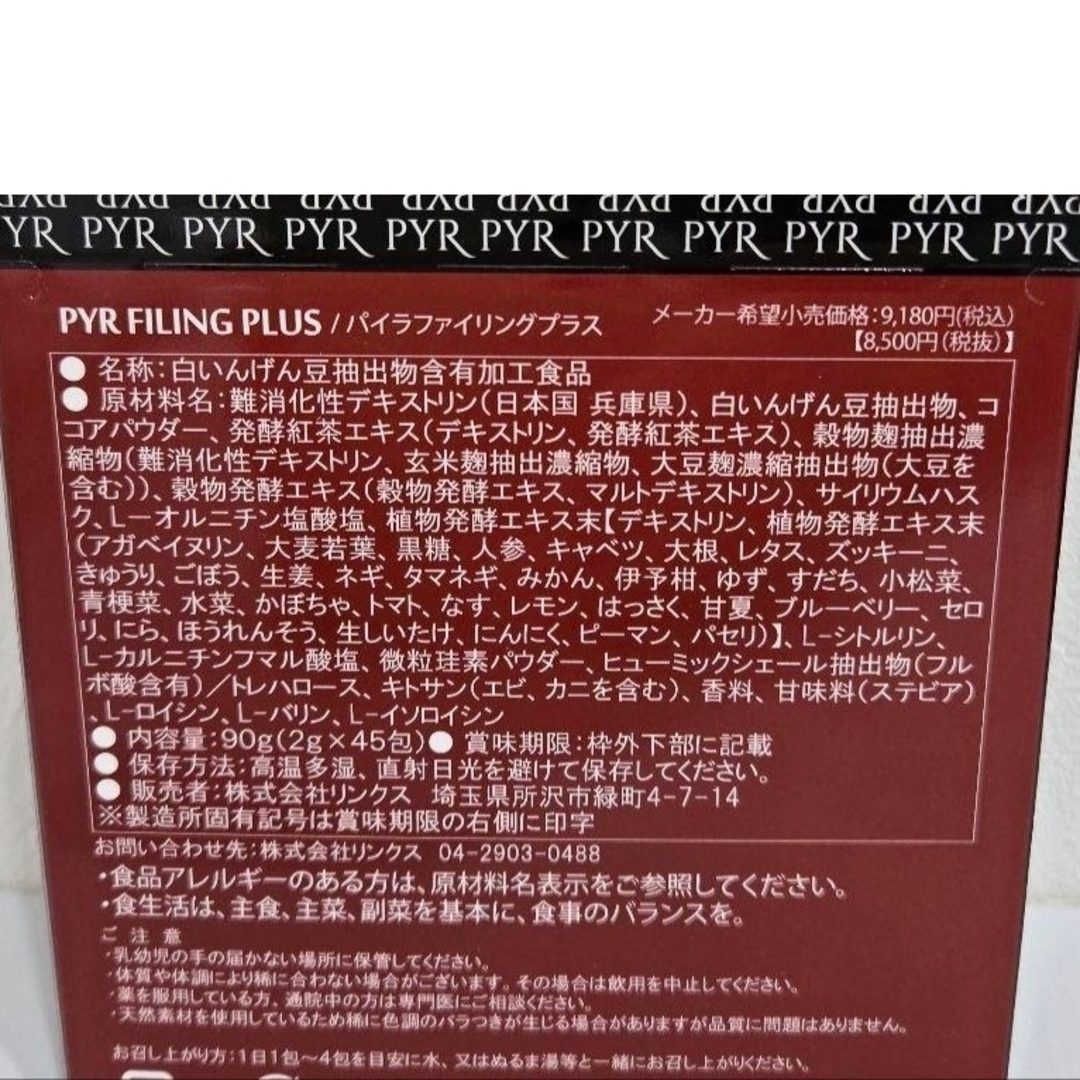 YR PYR PYR PYR PYR PYR PYR PYR PYR PYR PYR
PYR FILING PLUS / パイラファイリングプラス メーカー希望小売価格：9,180円(税込)
【8,500円(税抜)】
● 名称：白いんげん豆抽出物含有加工食品
● 原材料名：難消化性デキストリン(日本国 兵庫県)、白いんげん豆抽出物、コ
コアパウダー、発酵紅茶エキス(デキストリン、発酵紅茶エキス)、穀物麹抽出濃
縮物(難消化性デキストリン、玄米麹抽出濃縮物、大豆麹濃縮抽出物(大豆を
含む))、穀物発酵エキス(穀物発酵エキス、マルトデキストリン)、サイリウムハス
ク、L－オルニチン塩酸塩、植物発酵エキス末【デキストリン、植物発酵エキス末
(アガベイヌリン、大麦若葉、黒糖、人参、キャベツ、大根、レタス、ズッキーニ、
きゅうり、ごぼう、生姜、ネギ、タマネギ、みかん、伊予柑、ゆず、すだち、小松菜、
青梗菜、水菜、かぼちゃ、トマト、なす、レモン、はっさく、甘夏、ブルーベリー、セロ
リ、にら、ほうれんそう、生しいたけ、にんにく、ピーマン、パセリ)】、L-シトルリン、
L-カルニチンフマル酸塩、微粒珪素パウダー、ヒューミックシェール抽出物(フル
ボ酸含有)／トレハロース、キトサン(エビ、カニを含む)、香料、甘味料(ステビア)
、L-ロイシン、L-バリン、L-イソロイシン
● 内容量：90g(2g×45包)● 賞味期限：枠外下部に記載
● 保存方法：高温多湿、直射日光を避けて保存してください。
● 販売者：株式会社リンクス 埼玉県所沢市緑町4-7-14
※製造所固有記号は賞味期限の右側に印字
お問い合わせ先：株式会社リンクス 04-2903-0488
・食品アレルギーのある方は、原材料名表示をご参照してください。
・食生活は、主食、主菜、副菜を基本に、食事のバランスを。
ご 注 意
・乳幼児の手の届かない場所に保管してください。
・体質や体調により稀に合わない場合がございます。その場合は飲用を中止してください。
・薬を服用している方、通院中の方は専門医にご相談ください。
・天然素材を使用しているため稀に色調のバラつきが生じる場合がありますが品質に問題はありません。
お召し上がり方：1日1包～4包を目安に水、又はぬるま湯等と一緒にお召し上がりください。